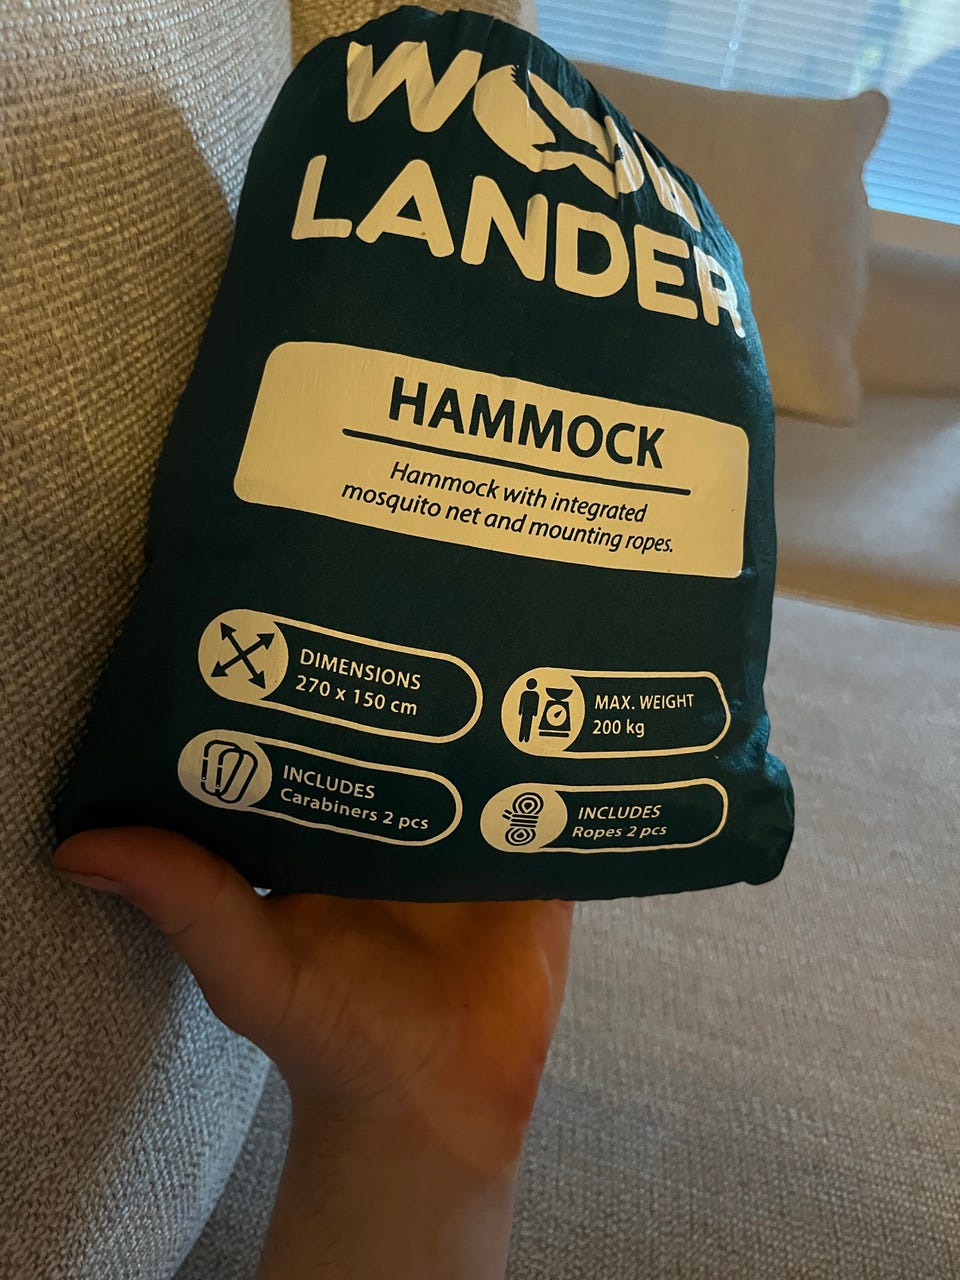 LANDER
HAMMOCK
Hammock with integrated
mosquito net and mounting ropes.
DIMENSIONS
270 x 150 cm
MAX. WEIGHT
200 kg
INCLUDES
Carabiners 2 pcs
INCLUDES
Ropes 2 pcs